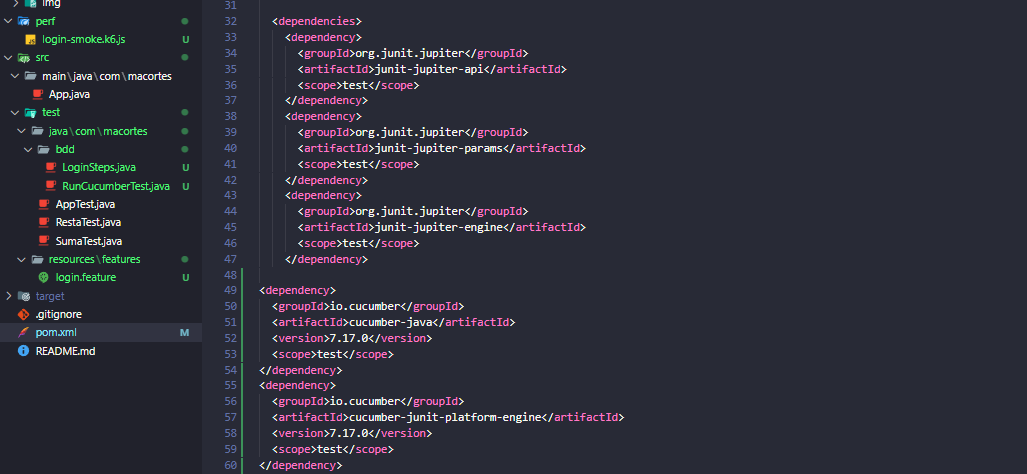 img
perf
login-smoke.k6.js U
src
main\java\com\macortes
App.java
test
java\com\macortes
bdd
LoginSteps.java U
RunCucumberTest.java U
AppTest.java
RestaTest.java
SumaTest.java
resources\features
login.feature U
target
.gitignore
pom.xml M
README.md
31
32 <dependencies>
33 <dependency>
34 <groupId>org.junit.jupiter</groupId>
35 <artifactId>junit-jupiter-api</artifactId>
36 <scope>test</scope>
37 </dependency>
38 <dependency>
39 <groupId>org.junit.jupiter</groupId>
40 <artifactId>junit-jupiter-params</artifactId>
41 <scope>test</scope>
42 </dependency>
43 <dependency>
44 <groupId>org.junit.jupiter</groupId>
45 <artifactId>junit-jupiter-engine</artifactId>
46 <scope>test</scope>
47 </dependency>
48
49 <dependency>
50 <groupId>io.cucumber</groupId>
51 <artifactId>cucumber-java</artifactId>
52 <version>7.17.0</version>
53 <scope>test</scope>
54 </dependency>
55 <dependency>
56 <groupId>io.cucumber</groupId>
57 <artifactId>cucumber-junit-platform-engine</artifactId>
58 <version>7.17.0</version>
59 <scope>test</scope>
60 </dependency>